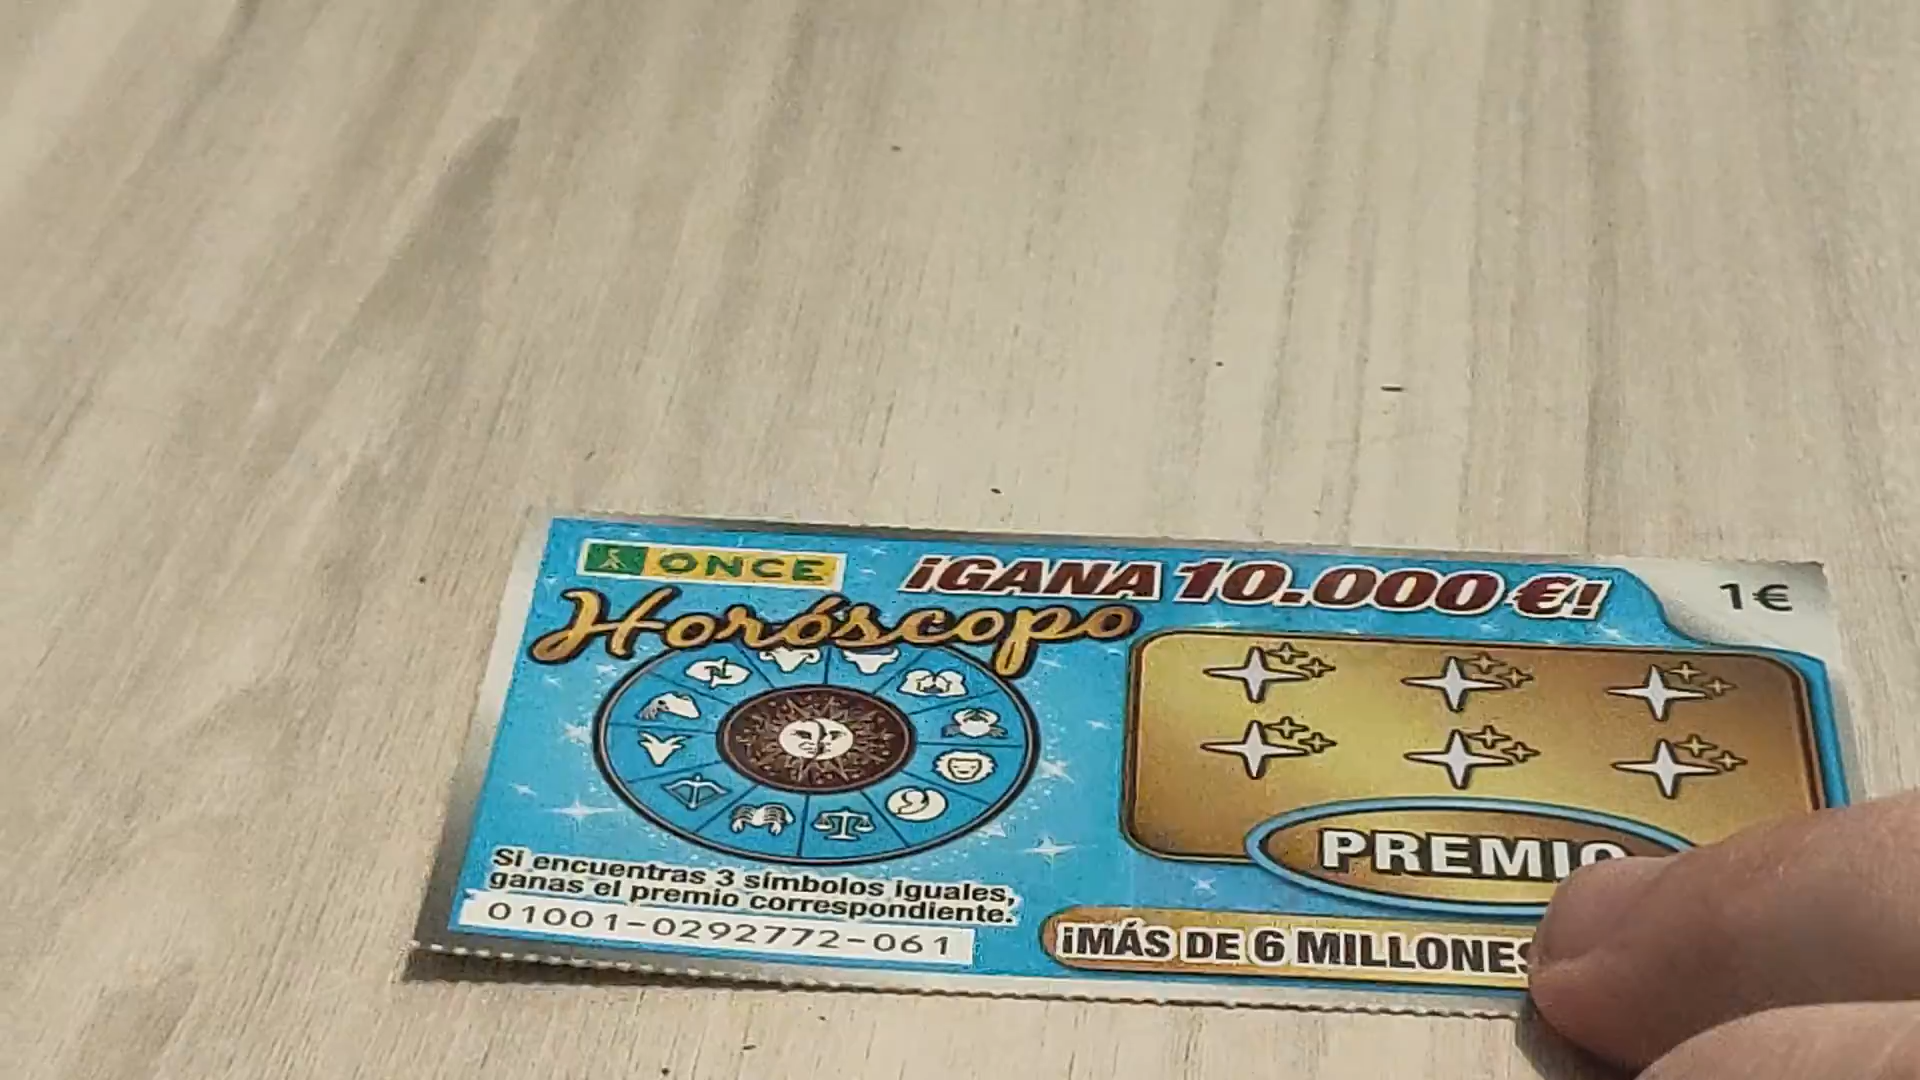 ONCE
¡GANA 10.000 €!
1€
Horóscopo
PREMIO
Si encuentras 3 símbolos iguales,
ganas el premio correspondiente.
01001-0292772-061
¡MÁS DE 6 MILLONES